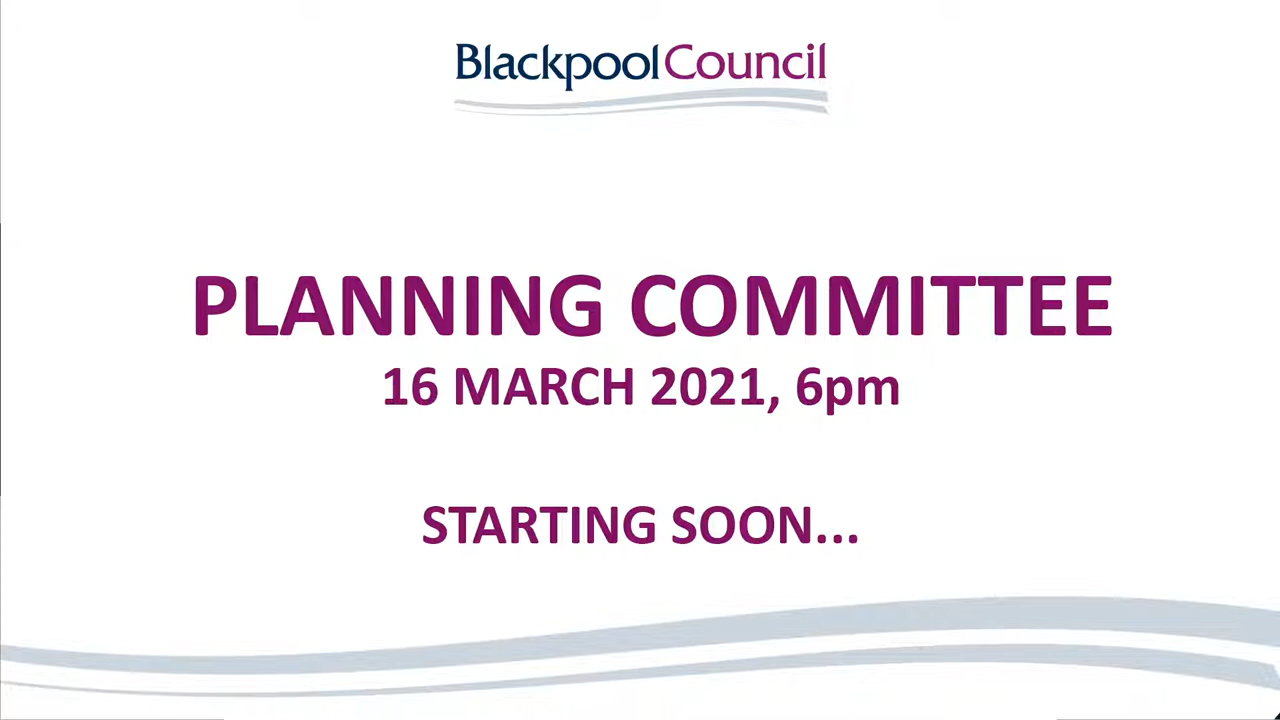 BlackpoolCouncil
PLANNING COMMITTEE
16 MARCH 2021, 6pm
STARTING SOON...